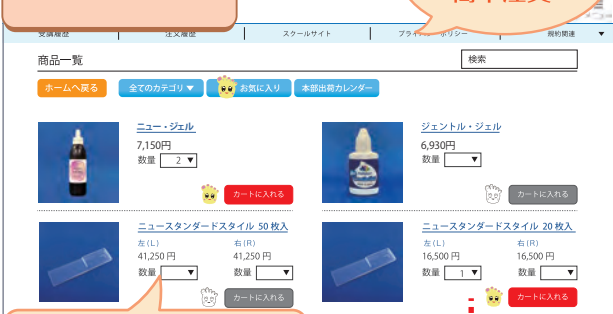 受講履歴 注文履歴 スクールサイト プライバシーポリシー 規約関連 ▼
商品一覧 検索
ホームへ戻る 全てのカテゴリ▼ お気に入り 本部出荷カレンダー
ニュー・ジェル
7,150円
数量 2 ▼
カートに入れる
ジェントル・ジェル
6,930円
数量 ▼
カートに入れる
ニュースタンダードスタイル 50枚入
左(L) 右(R)
41,250円 41,250円
数量 ▼ 数量 ▼
カートに入れる
ニュースタンダードスタイル 20枚入
左(L) 右(R)
16,500円 16,500円
数量 1 ▼ 数量 ▼
カートに入れる